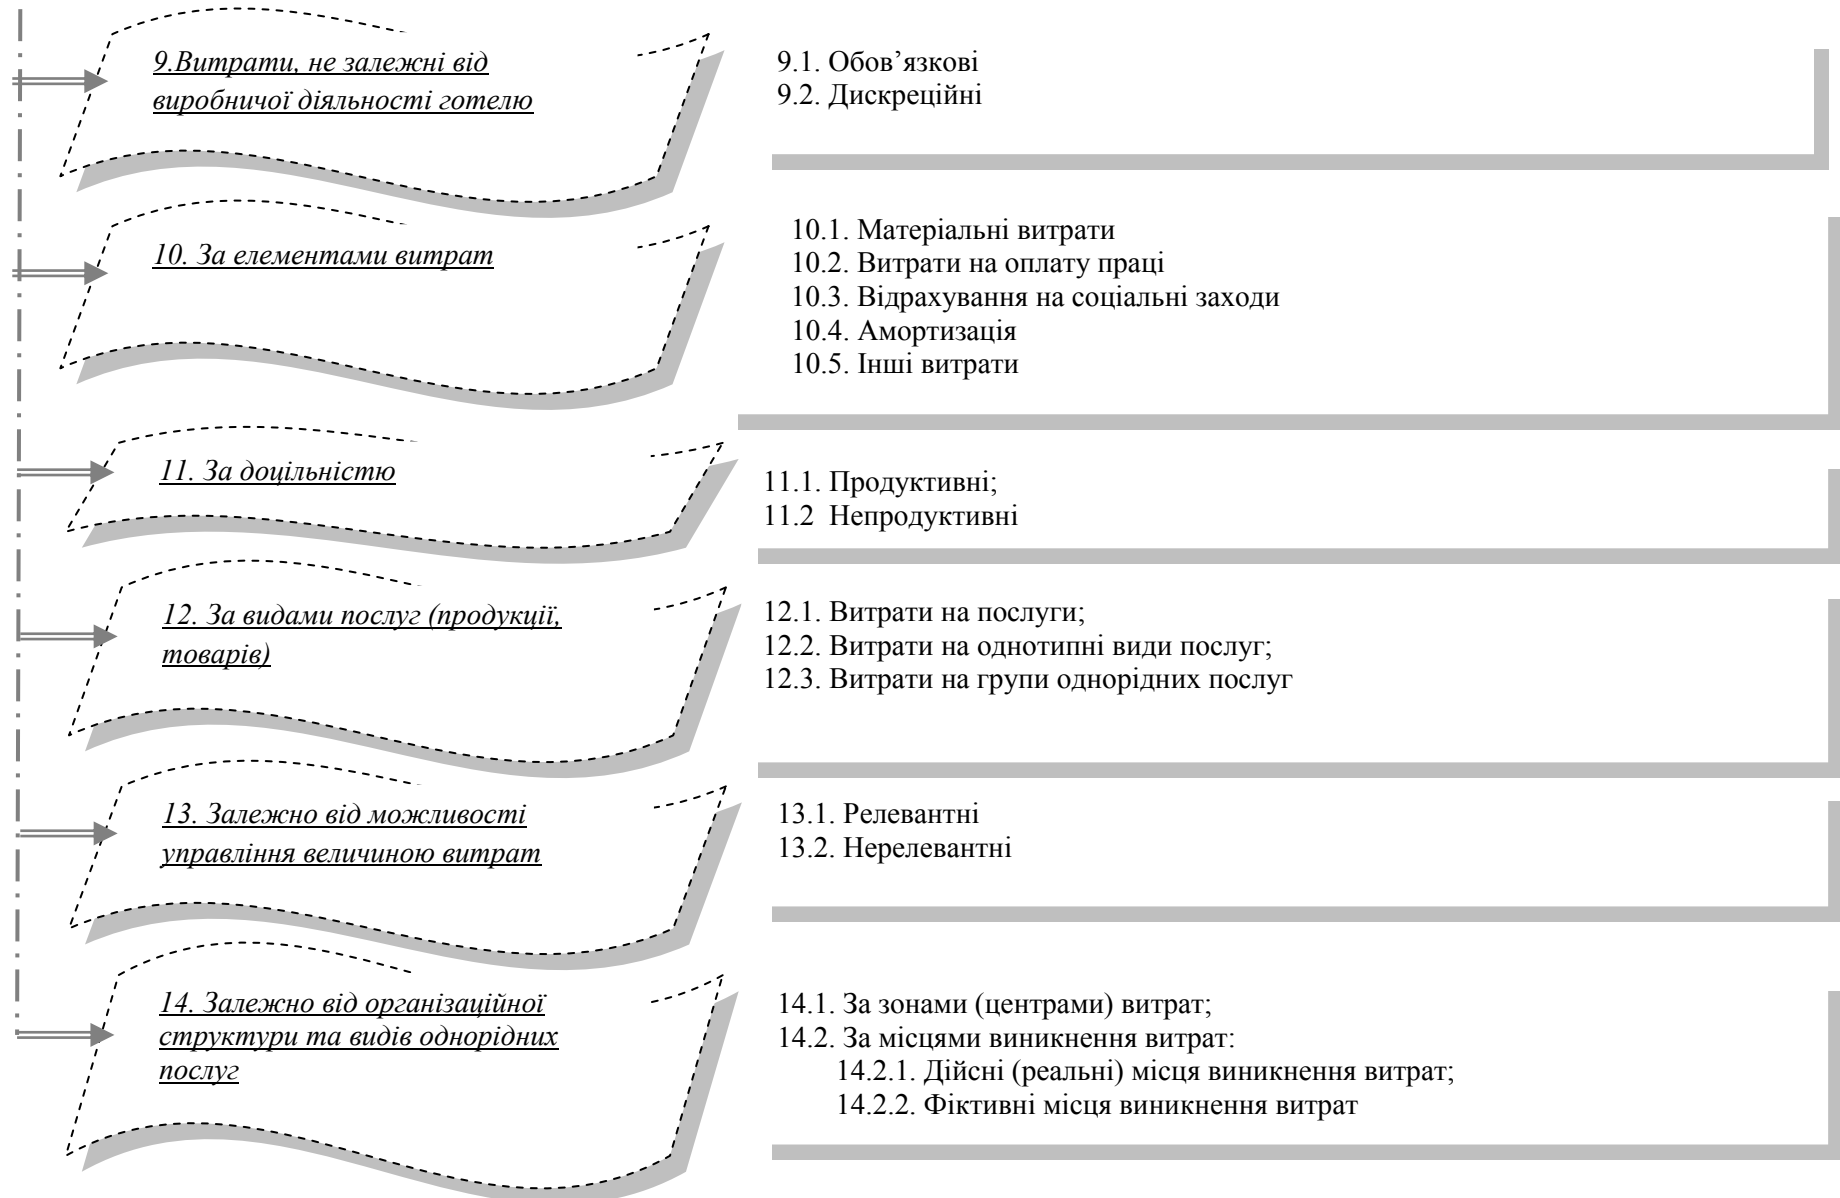 9.Витрати, не залежні від
виробничої діяльності готелю
9.1. Обов’язкові
9.2. Дискреційні
10. За елементами витрат
10.1. Матеріальні витрати
10.2. Витрати на оплату праці
10.3. Відрахування на соціальні заходи
10.4. Амортизація
10.5. Інші витрати
11. За доцільністю
11.1. Продуктивні;
11.2 Непродуктивні
12. За видами послуг (продукції,
товарів)
12.1. Витрати на послуги;
12.2. Витрати на однотипні види послуг;
12.3. Витрати на групи однорідних послуг
13. Залежно від можливості
управління величиною витрат
13.1. Релевантні
13.2. Нерелевантні
14. Залежно від організаційної
структури та видів однорідних
послуг
14.1. За зонами (центрами) витрат;
14.2. За місцями виникнення витрат:
14.2.1. Дійсні (реальні) місця виникнення витрат;
14.2.2. Фіктивні місця виникнення витрат